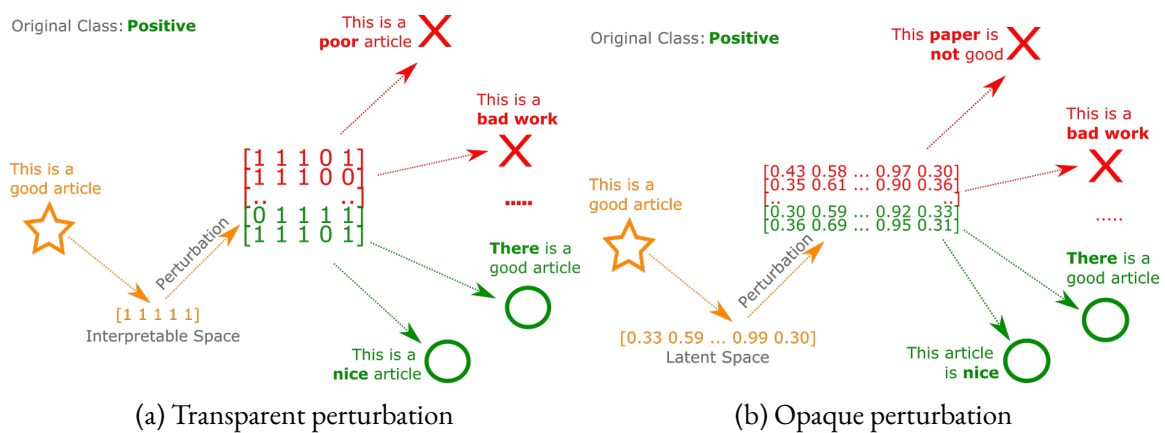 Original Class: Positive
This is a
poor article
This is a
bad work
.....
This is a
good article
[1 1 1 0 1]
[1 1 1 0 0]
[.. ..]
[0 1 1 1 1]
[1 1 1 0 1]
Perturbation
[1 1 1 1 1]
Interpretable Space
There is a
good article
This is a
nice article
(a) Transparent perturbation
Original Class: Positive
This paper is
not good
This is a
bad work
.....
This is a
good article
[0.43 0.58 ... 0.97 0.30]
[0.35 0.61 ... 0.90 0.36]
[.. ..]
[0.30 0.59 ... 0.92 0.33]
[0.36 0.69 ... 0.95 0.31]
Perturbation
[0.33 0.59 ... 0.99 0.30]
Latent Space
There is a
good article
This article
is nice
(b) Opaque perturbation